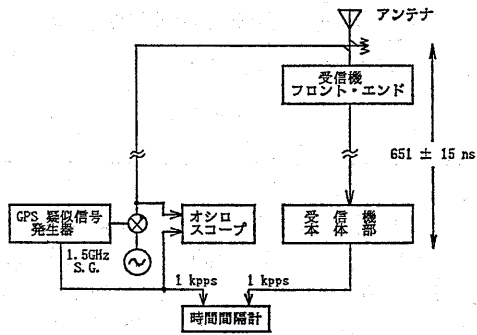 アンテナ
受信機
フロント・エンド
651 ± 15 ns
GPS 疑似信号
発生器
オシロ
スコープ
受信機
本体部
1.5GHz
S.G.
1 kpps
1 kpps
時間間隔計